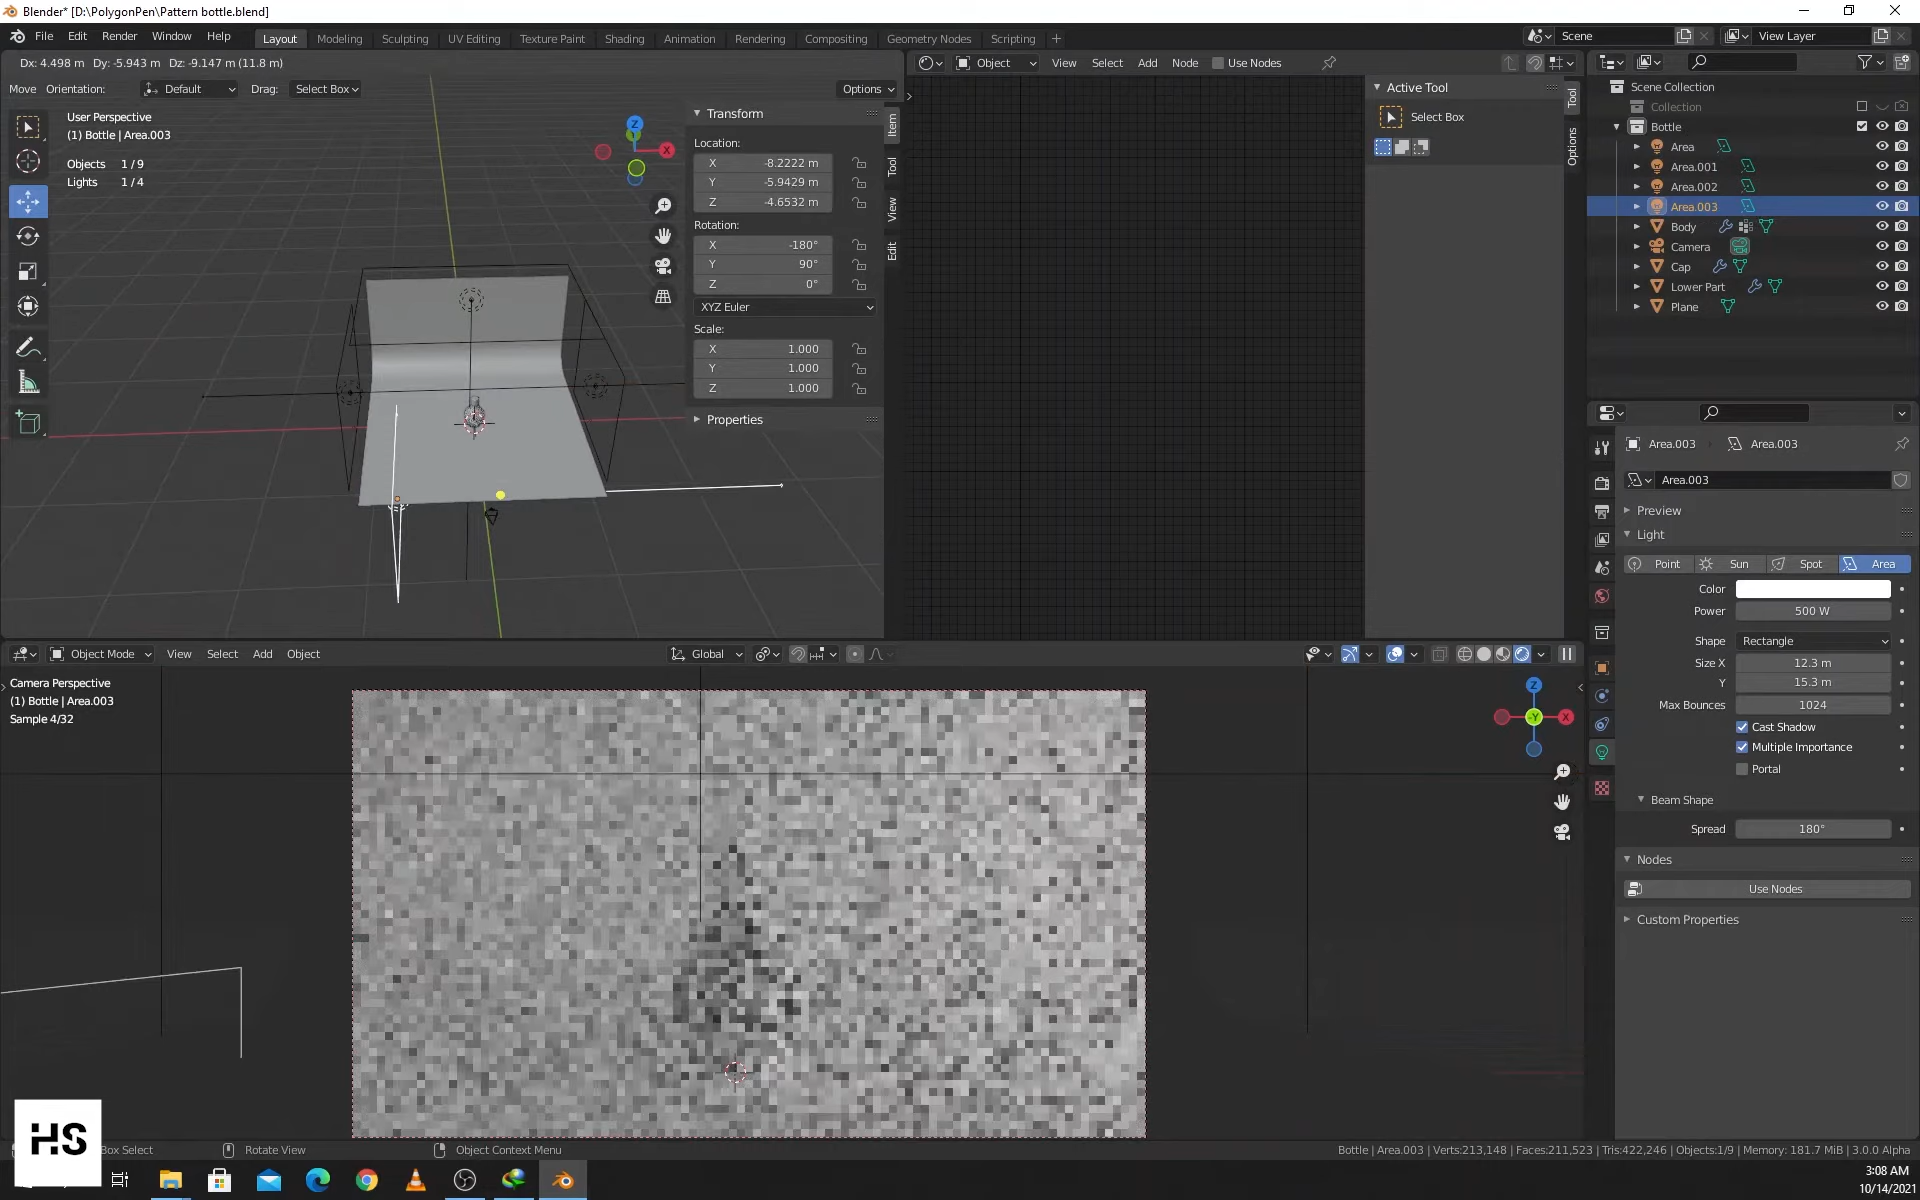 Blender* [D:\PolygonPen\Pattern bottle.blend]
File Edit Render Window Help Layout Modeling Sculpting UV Editing Texture Paint Shading Animation Rendering Compositing Geometry Nodes Scripting + Scene View Layer
Dx: 4.498 m Dy: -5.943 m Dz: -9.147 m (11.8 m) Object View Select Add Node Use Nodes
Move Orientation: Default Drag: Select Box Options
User Perspective
(1) Bottle | Area.003
Objects 1/9
Lights 1/4
Z
X
Transform
Location:
X -8.2222 m
Y -5.9429 m
Z -4.6532 m
Rotation:
X -180°
Y 90°
Z 0°
XYZ Euler
Scale:
X 1.000
Y 1.000
Z 1.000
Properties
Item
Tool
View
Edit
Active Tool
Select Box
Tool
Options
Scene Collection
Collection
Bottle
Area
Area.001
Area.002
Area.003
Body
Camera
Cap
Lower Part
Plane
Area.003 Area.003
Area.003
Preview
Light
Point Sun Spot Area
Color
Power 500 W
Shape Rectangle
Size X 12.3 m
Y 15.3 m
Max Bounces 1024
Cast Shadow
Multiple Importance
Portal
Beam Shape
Spread 180°
Nodes
Use Nodes
Custom Properties
Object Mode View Select Add Object Global
Camera Perspective
(1) Bottle | Area.003
Sample 4/32
Z
-Y X
HS
Box Select Rotate View Object Context Menu
Bottle | Area.003 | Verts:213,148 | Faces:211,523 | Tris:422,246 | Objects:1/9 | Memory: 181.7 MiB | 3.0.0 Alpha
3:08 AM
10/14/2021